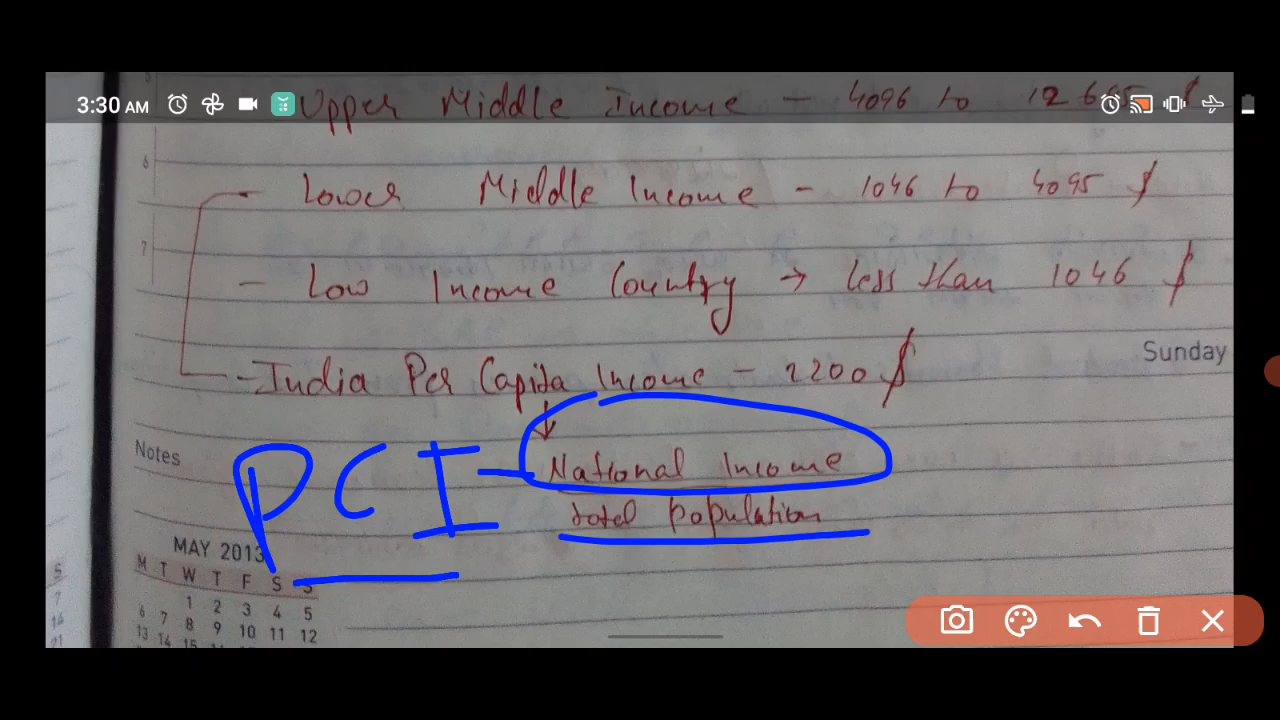 3:30 AM
Upper Middle Income - 4096 to
6
- Lower Middle Income - 1046 to 4095 $
7
- Low Income Country → less than 1046 $
Sunday
- India Per Capita Income - 2200 $
↓
Notes
PCI - National Income
total population
MAY 2013
M T W T F S S
1 2 3 4 5
6 7 8 9 10 11 12
13 14 15